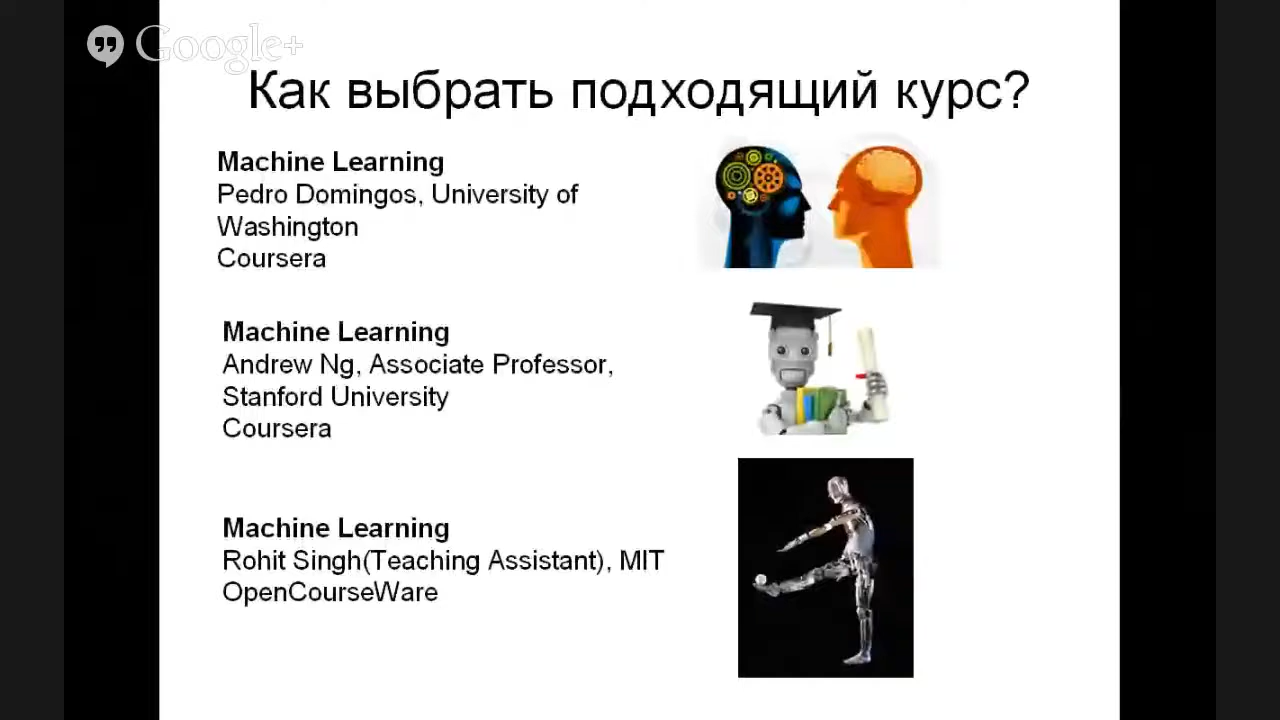 Google+
Как выбрать подходящий курс?
Machine Learning
Pedro Domingos, University of
Washington
Coursera
Machine Learning
Andrew Ng, Associate Professor,
Stanford University
Coursera
Machine Learning
Rohit Singh(Teaching Assistant), MIT
OpenCourseWare